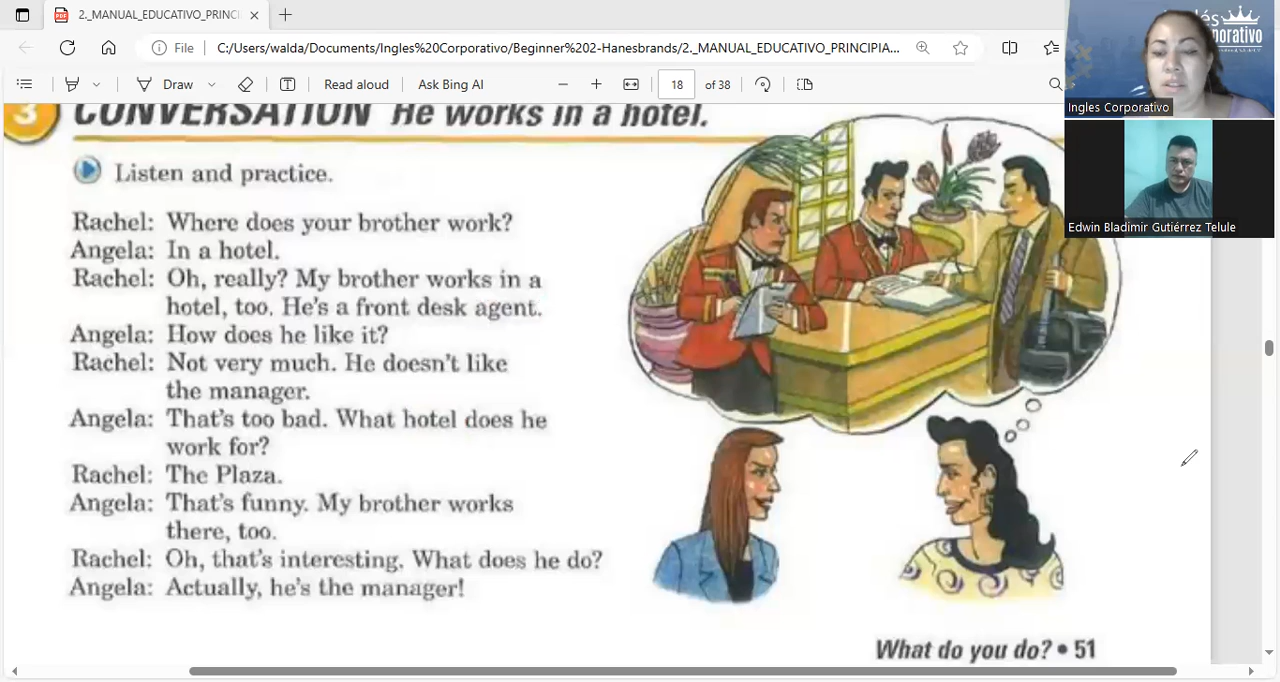 2._MANUAL_EDUCATIVO_PRINCI
File
C:/Users/walda/Documents/Ingles%20Corporativo/Beginner%202-Hanesbrands/2._MANUAL_EDUCATIVO_PRINCIPIA...
Draw
Read aloud
Ask Bing AI
18
of 38
Ingles Corporativo
Edwin Bladimir Gutiérrez Telule
3 CONVERSATION He works in a hotel.
Listen and practice.
Rachel: Where does your brother work?
Angela: In a hotel.
Rachel: Oh, really? My brother works in a
hotel, too. He's a front desk agent.
Angela: How does he like it?
Rachel: Not very much. He doesn't like
the manager.
Angela: That's too bad. What hotel does he
work for?
Rachel: The Plaza.
Angela: That's funny. My brother works
there, too.
Rachel: Oh, that's interesting. What does he do?
Angela: Actually, he's the manager!
What do you do? • 51